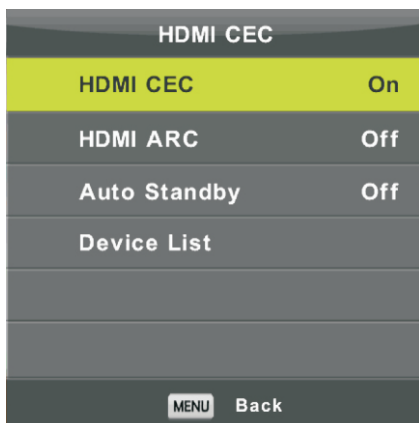 HDMI CEC
HDMI CEC On
HDMI ARC Off
Auto Standby Off
Device List
MENU Back